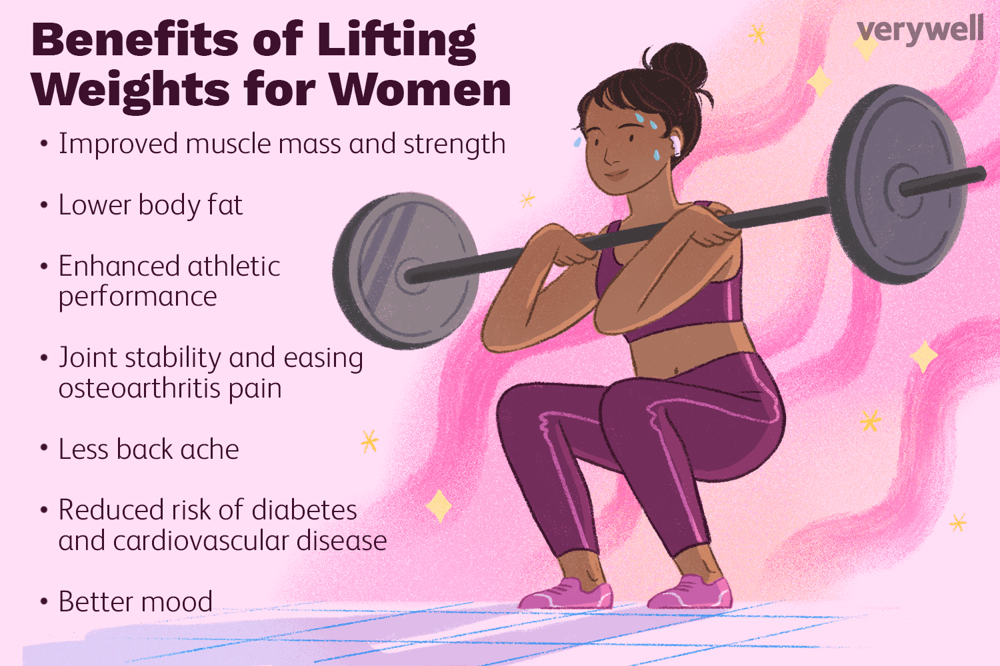 Benefits of Lifting
Weights for Women
verywell
• Improved muscle mass and strength
• Lower body fat
• Enhanced athletic
performance
• Joint stability and easing
osteoarthritis pain
• Less back ache
• Reduced risk of diabetes
and cardiovascular disease
• Better mood